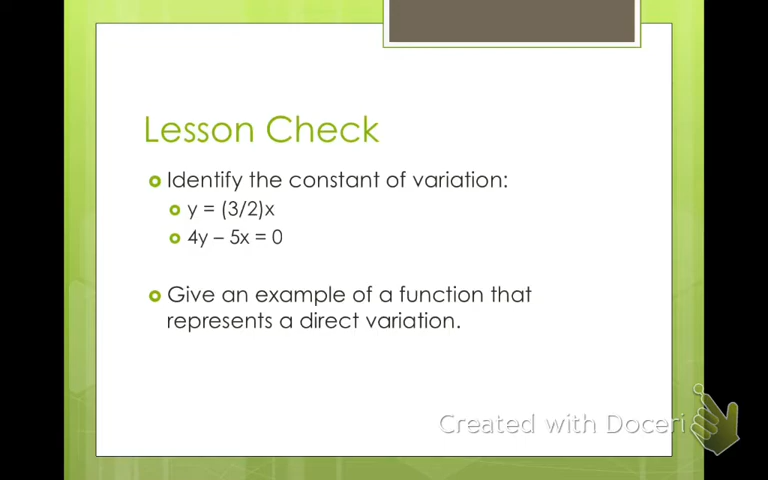 Lesson Check
Identify the constant of variation:
y = (3/2)x
4y – 5x = 0
Give an example of a function that
represents a direct variation.
Created with Doceri